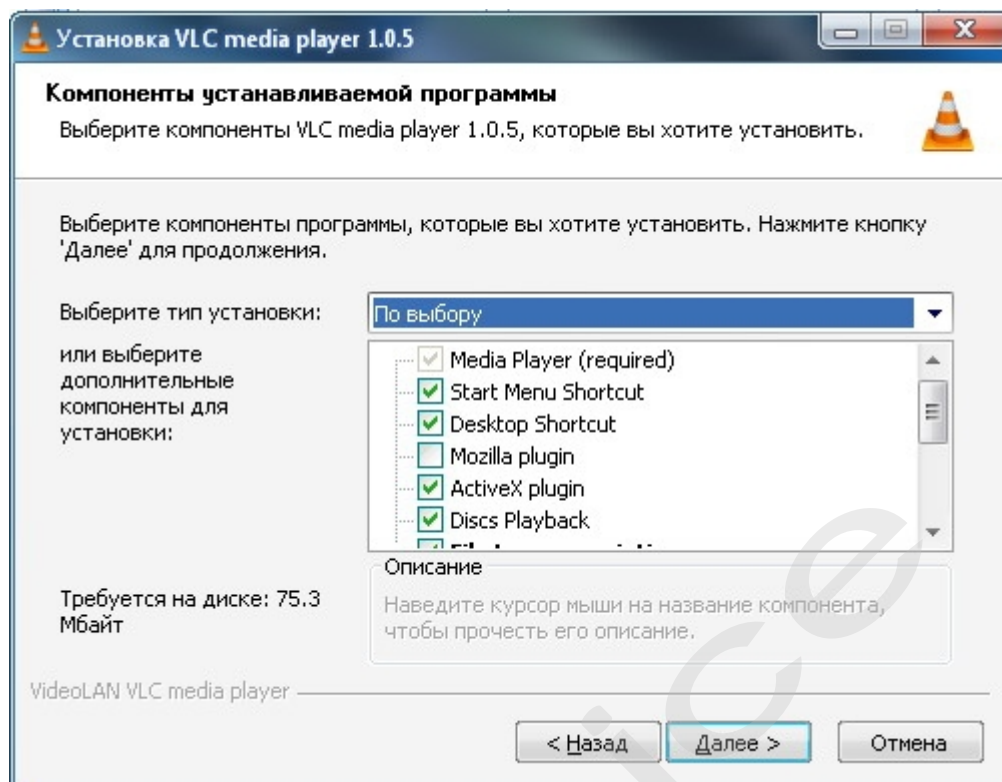 Установка VLC media player 1.0.5
Компоненты устанавливаемой программы
Выберите компоненты VLC media player 1.0.5, которые вы хотите установить.
Выберите компоненты программы, которые вы хотите установить. Нажмите кнопку
'Далее' для продолжения.
Выберите тип установки:
По выбору
или выберите
дополнительные
компоненты для
установки:
Media Player (required)
Start Menu Shortcut
Desktop Shortcut
Mozilla plugin
ActiveX plugin
Discs Playback
Требуется на диске: 75.3
Мбайт
Описание
Наведите курсор мыши на название компонента,
чтобы прочесть его описание.
VideoLAN VLC media player
< Назад
Далее >
Отмена